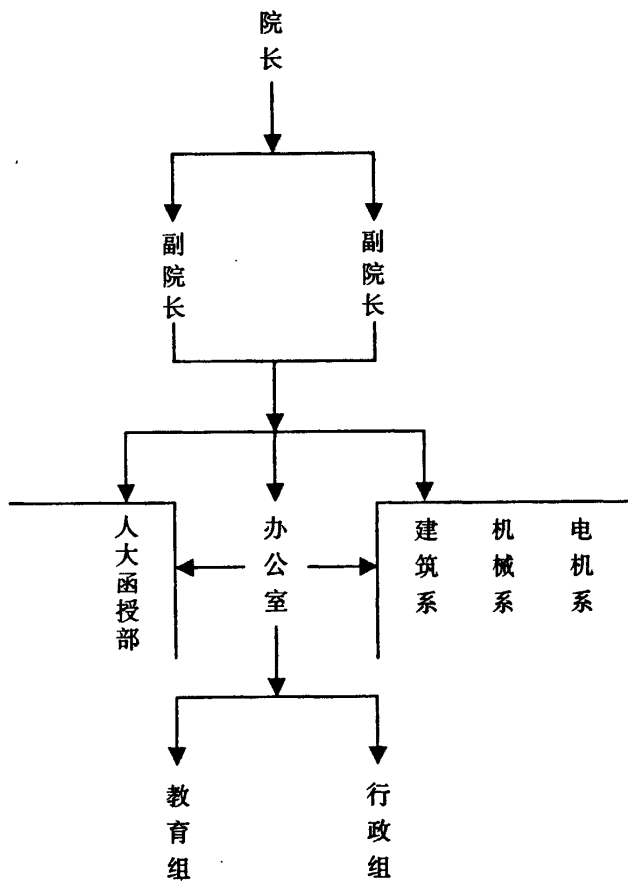 院长
副院长
副院长
人大函授部
办公室
建筑系
机械系
电机系
教育组
行政组